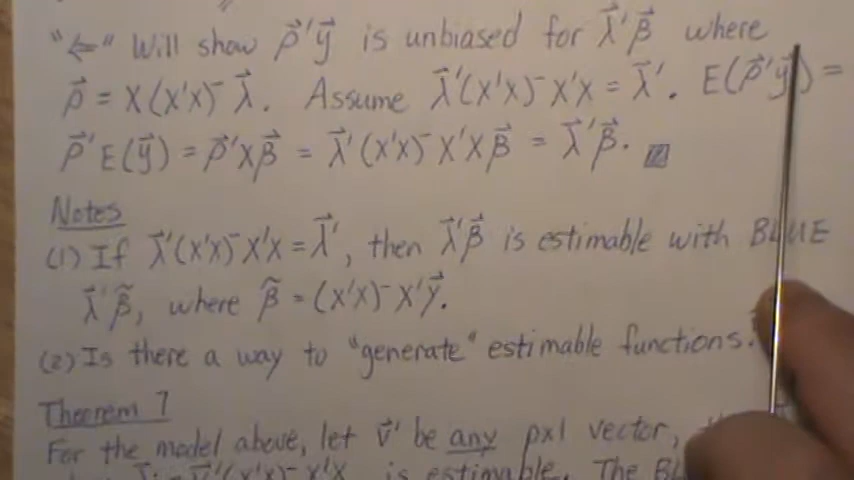 "⇐" Will show ρ⃗'y⃗ is unbiased for λ⃗'β⃗ where
ρ⃗ = X(X'X)⁻λ⃗. Assume λ⃗'(X'X)⁻X'X = λ⃗'. E(ρ⃗'y⃗) =
ρ⃗'E(y⃗) = ρ⃗'Xβ⃗ = λ⃗'(X'X)⁻X'Xβ⃗ = λ⃗'β⃗.
Notes
(1) If λ⃗'(X'X)⁻X'X = λ⃗', then λ⃗'β⃗ is estimable with BLUE
λ⃗'β̃, where β̃ = (X'X)⁻X'y⃗.
(2) Is there a way to "generate" estimable functions.
Theorem 7
For the model above, let v⃗' be any px1 vector,
= v⃗'(X'X)⁻X'X is estimable. The